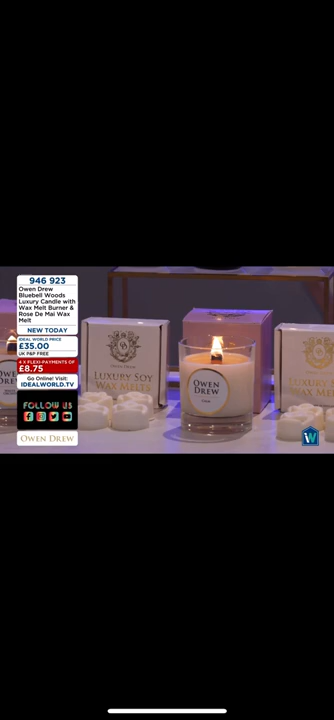 946 923
Owen Drew
Bluebell Woods
Luxury Candle with
Wax Melt Burner &
Rose De Mai Wax
Melt
NEW TODAY
IDEAL WORLD PRICE
£35.00
UK P&P FREE
4 X FLEXI-PAYMENTS OF
£8.75
Go Online! Visit:
IDEALWORLD.TV
FOLLOW US
OWEN DREW
OWEN DREW
LUXURY SOY
WAX MELTS
OWEN
DREW
LUXURY
WAX M